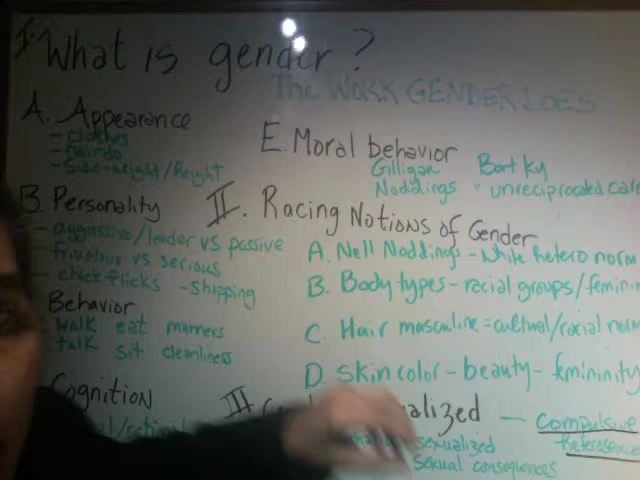 I. What is gender?
The WORK GENDER DOES
A. Appearance
- clothes
- hairdo
- Size-weight/height
B. Personality
- aggressive/leader vs passive
- frivolous vs serious
- chick flicks - shopping
Behavior
walk eat manners
talk sit cleanliness
Cognition
E. Moral behavior
Gilligan Bartky
Noddings "unreciprocated care
II. Racing Notions of Gender
A. Nell Noddings - white hetero norm
B. Body types - racial groups/feminin
C. Hair masculine = cultural/racial norm
D. Skin color - beauty - femininity
III. alized — Compulsive
sexualized Heterosexu
sexual consequences